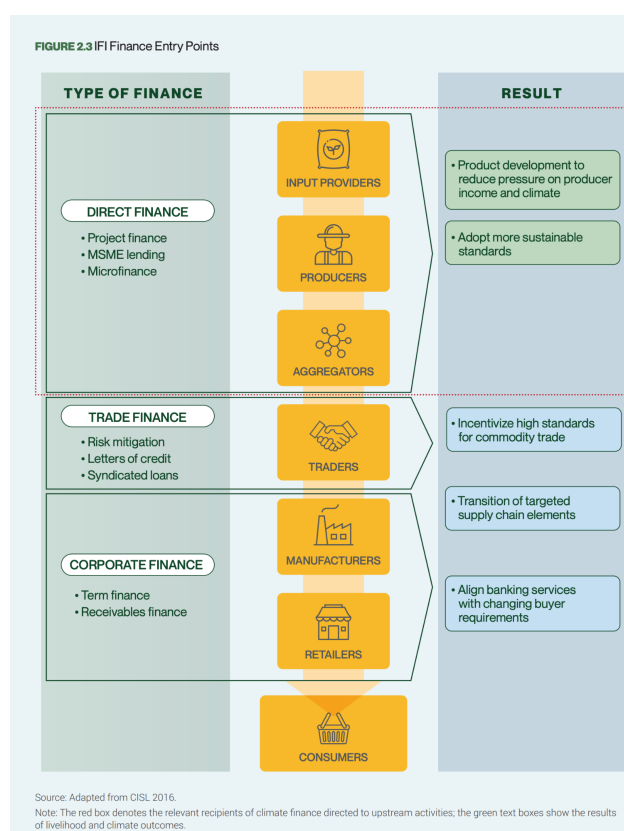 FIGURE 2.3 IFI Finance Entry Points
TYPE OF FINANCE
RESULT
DIRECT FINANCE
• Project finance
• MSME lending
• Microfinance
INPUT PROVIDERS
PRODUCERS
AGGREGATORS
• Product development to
reduce pressure on producer
income and climate
• Adopt more sustainable
standards
TRADE FINANCE
• Risk mitigation
• Letters of credit
• Syndicated loans
TRADERS
• Incentivize high standards
for commodity trade
CORPORATE FINANCE
• Term finance
• Receivables finance
MANUFACTURERS
RETAILERS
• Transition of targeted
supply chain elements
• Align banking services
with changing buyer
requirements
CONSUMERS
Source: Adapted from CISL 2016.
Note: The red box denotes the relevant recipients of climate finance directed to upstream activities; the green text boxes show the results
of livelihood and climate outcomes.